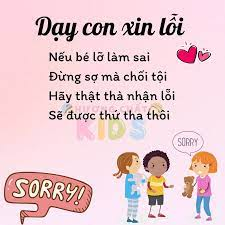 Dạy con xin lỗi
Nếu bé lỡ làm sai
Đừng sợ mà chối tội
Hãy thật thà nhận lỗi
KIDS
Sẽ được thứ tha thôi
SORRY
SORRY!